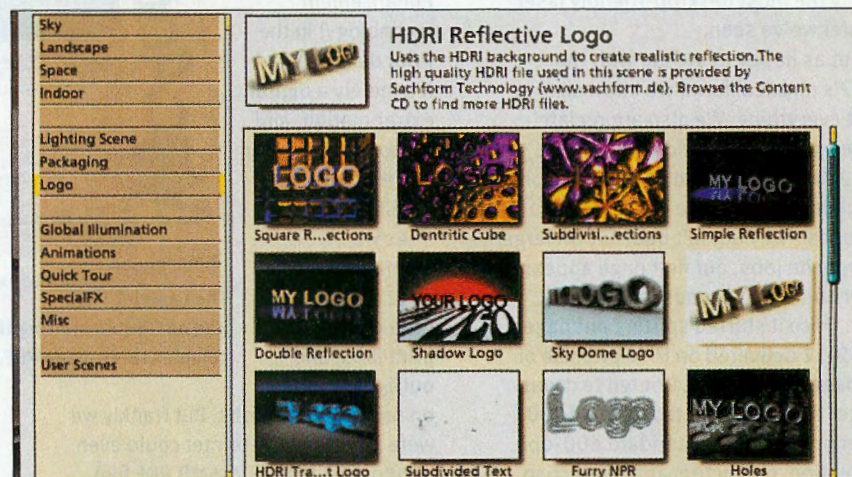 Sky
Landscape
Space
Indoor
Lighting Scene
Packaging
Logo
Global Illumination
Animations
Quick Tour
SpecialFX
Misc
User Scenes
MY LOGO
HDRI Reflective Logo
Uses the HDRI background to create realistic reflection.The
high quality HDRI file used in this scene is provided by
Sachform Technology (www.sachform.de). Browse the Content
CD to find more HDRI files.
LOGO
LOGO
MY LOGO
Square R...ections
Dentritic Cube
Subdivisi...ections
Simple Reflection
MY LOGO
YOUR LOGO
MY LOGO
MY LOGO
Double Reflection
Shadow Logo
Sky Dome Logo
Logo
MY LOGO
HDRI Tra...t Logo
Subdivided Text
Furry NPR
Holes